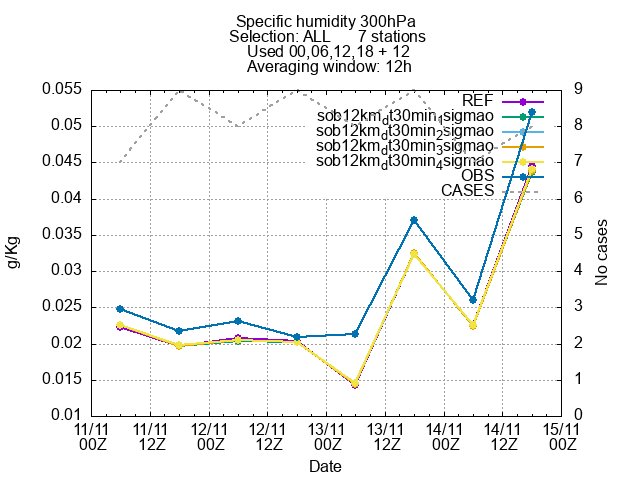 Specific humidity 300hPa
Selection: ALL 7 stations
Used 00,06,12,18 + 12
Averaging window: 12h
REF
sob12km_dt30min_1sigmao
sob12km_dt30min_2sigmao
sob12km_dt30min_3sigmao
sob12km_dt30min_4sigmao
OBS
CASES
0.055
0.05
0.045
0.04
0.035
0.03
0.025
0.02
0.015
0.01
g/Kg
9
8
7
6
5
4
3
2
1
0
No cases
11/11 11/11 12/11 12/11 13/11 13/11 14/11 14/11 15/11
00Z 12Z 00Z 12Z 00Z 12Z 00Z 12Z 00Z
Date